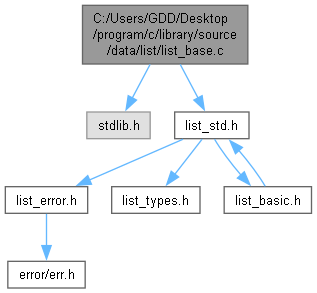 C:/Users/GDD/Desktop
/program/c/library/source
/data/list/list_base.c
stdlib.h
list_std.h
list_error.h
list_types.h
list_basic.h
error/err.h